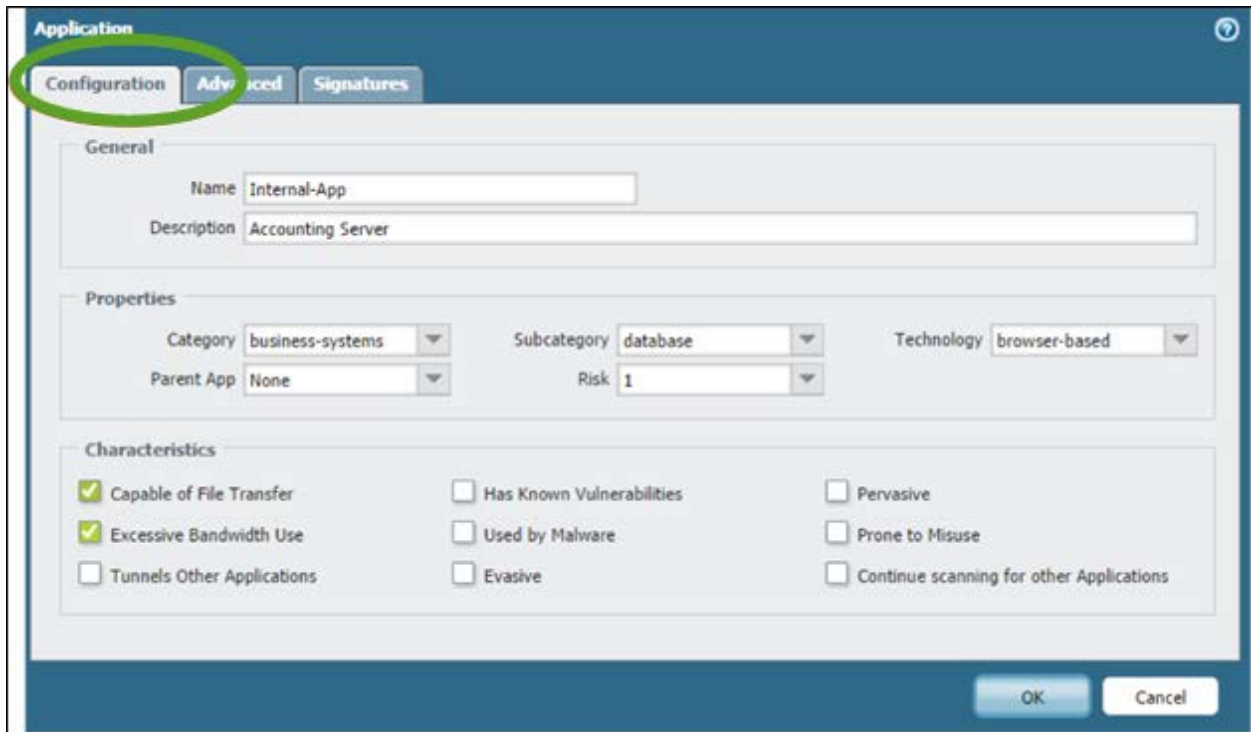 Application
Configuration Advanced Signatures
General
Name Internal-App
Description Accounting Server
Properties
Category business-systems Subcategory database Technology browser-based
Parent App None Risk 1
Characteristics
Capable of File Transfer Has Known Vulnerabilities Pervasive
Excessive Bandwidth Use Used by Malware Prone to Misuse
Tunnels Other Applications Evasive Continue scanning for other Applications
OK Cancel